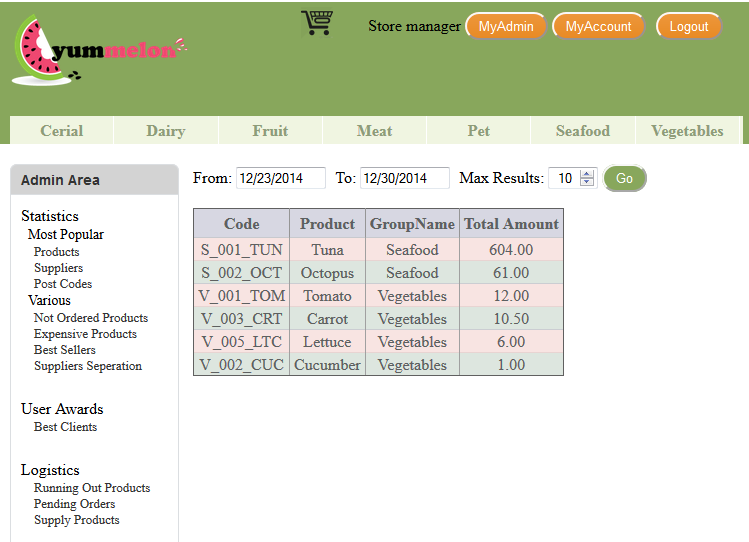 yummelon
Store manager MyAdmin MyAccount Logout
Cerial Dairy Fruit Meat Pet Seafood Vegetables
Admin Area
Statistics
Most Popular
Products
Suppliers
Post Codes
Various
Not Ordered Products
Expensive Products
Best Sellers
Suppliers Seperation
User Awards
Best Clients
Logistics
Running Out Products
Pending Orders
Supply Products
From: 12/23/2014 To: 12/30/2014 Max Results: 10 Go
Code Product GroupName Total Amount
S_001_TUN Tuna Seafood 604.00
S_002_OCT Octopus Seafood 61.00
V_001_TOM Tomato Vegetables 12.00
V_003_CRT Carrot Vegetables 10.50
V_005_LTC Lettuce Vegetables 6.00
V_002_CUC Cucumber Vegetables 1.00